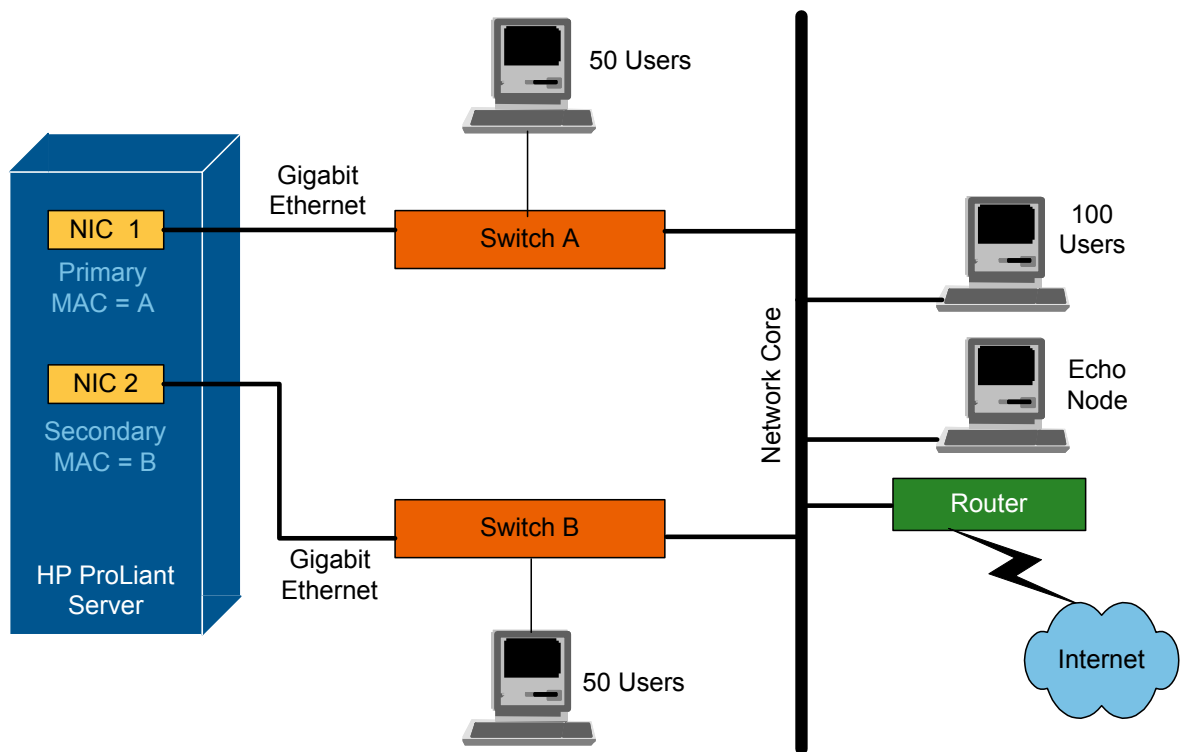 50 Users
Gigabit
Ethernet
NIC 1
Primary
MAC = A
Switch A
100
Users
NIC 2
Secondary
MAC = B
Network Core
Echo
Node
Switch B
Router
Gigabit
Ethernet
HP ProLiant
Server
50 Users
Internet